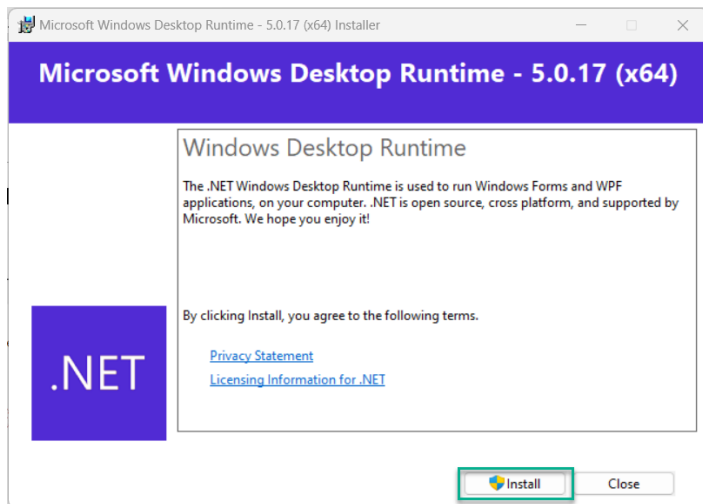 Microsoft Windows Desktop Runtime - 5.0.17 (x64) Installer
Microsoft Windows Desktop Runtime - 5.0.17 (x64)
Windows Desktop Runtime
The .NET Windows Desktop Runtime is used to run Windows Forms and WPF
applications, on your computer. .NET is open source, cross platform, and supported by
Microsoft. We hope you enjoy it!
By clicking Install, you agree to the following terms.
Privacy Statement
Licensing Information for .NET
.NET
Install
Close